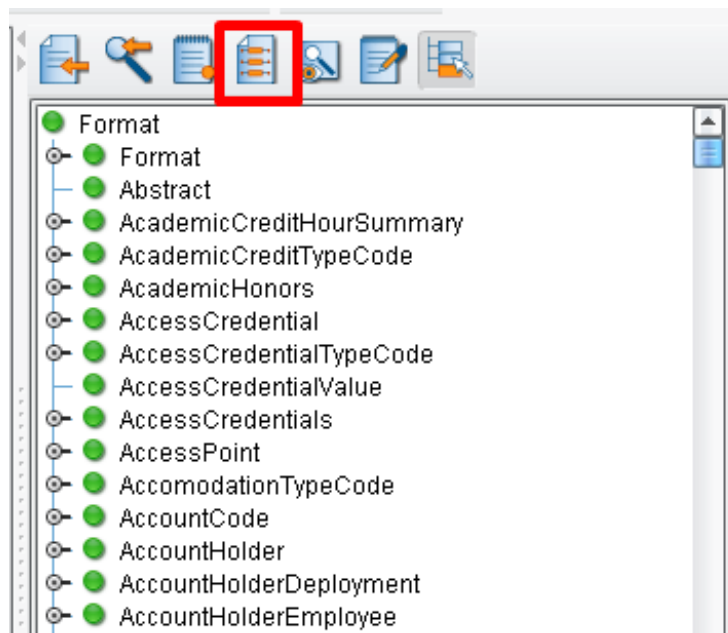 Format
Format
Abstract
AcademicCreditHourSummary
AcademicCreditTypeCode
AcademicHonors
AccessCredential
AccessCredentialTypeCode
AccessCredentialValue
AccessCredentials
AccessPoint
AccomodationTypeCode
AccountCode
AccountHolder
AccountHolderDeployment
AccountHolderEmployee